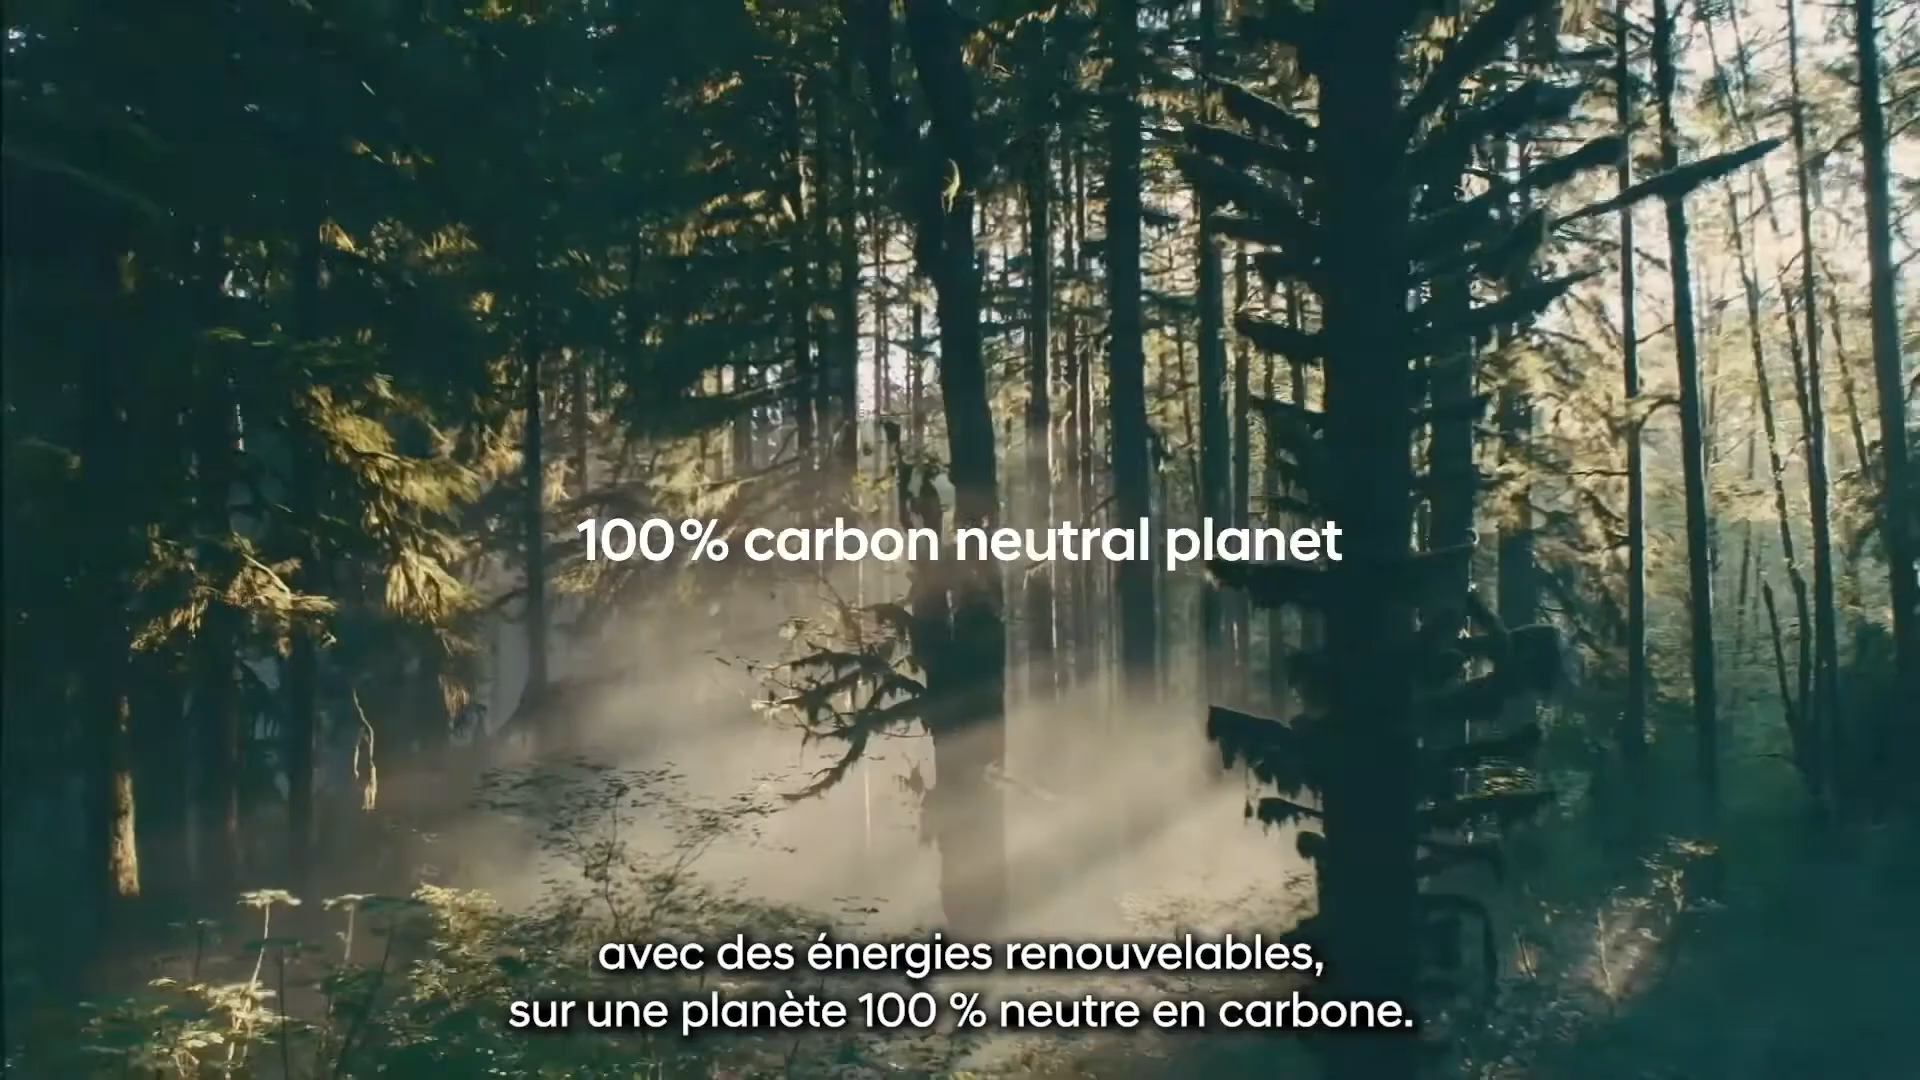 100% carbon neutral planet
avec des énergies renouvelables,
sur une planète 100 % neutre en carbone.